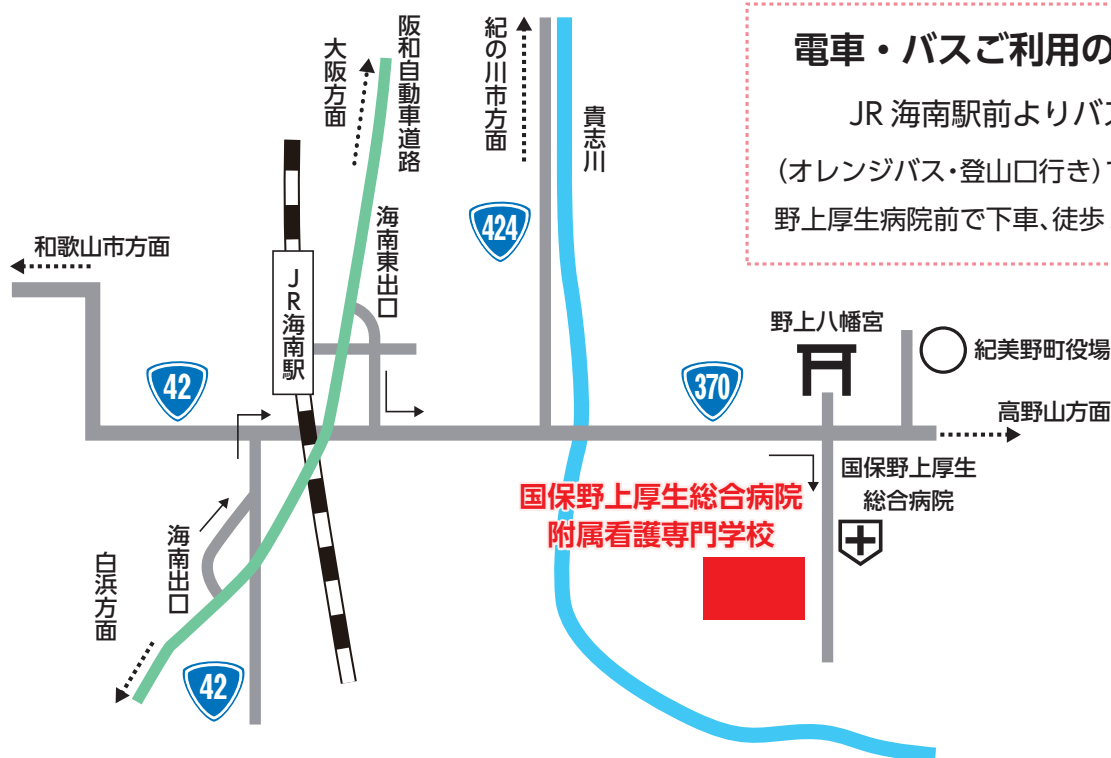 阪和自動車道路
大阪方面
紀の川市方面
貴志川
電車・バスご利用の
JR 海南駅前よりバス
(オレンジバス・登山口行き)で
野上厚生病院前で下車、徒歩
424
和歌山市方面
海南東出口
JR海南駅
野上八幡宮
紀美野町役場
42
370
高野山方面
国保野上厚生
総合病院
国保野上厚生総合病院
附属看護専門学校
海南出口
白浜方面
42